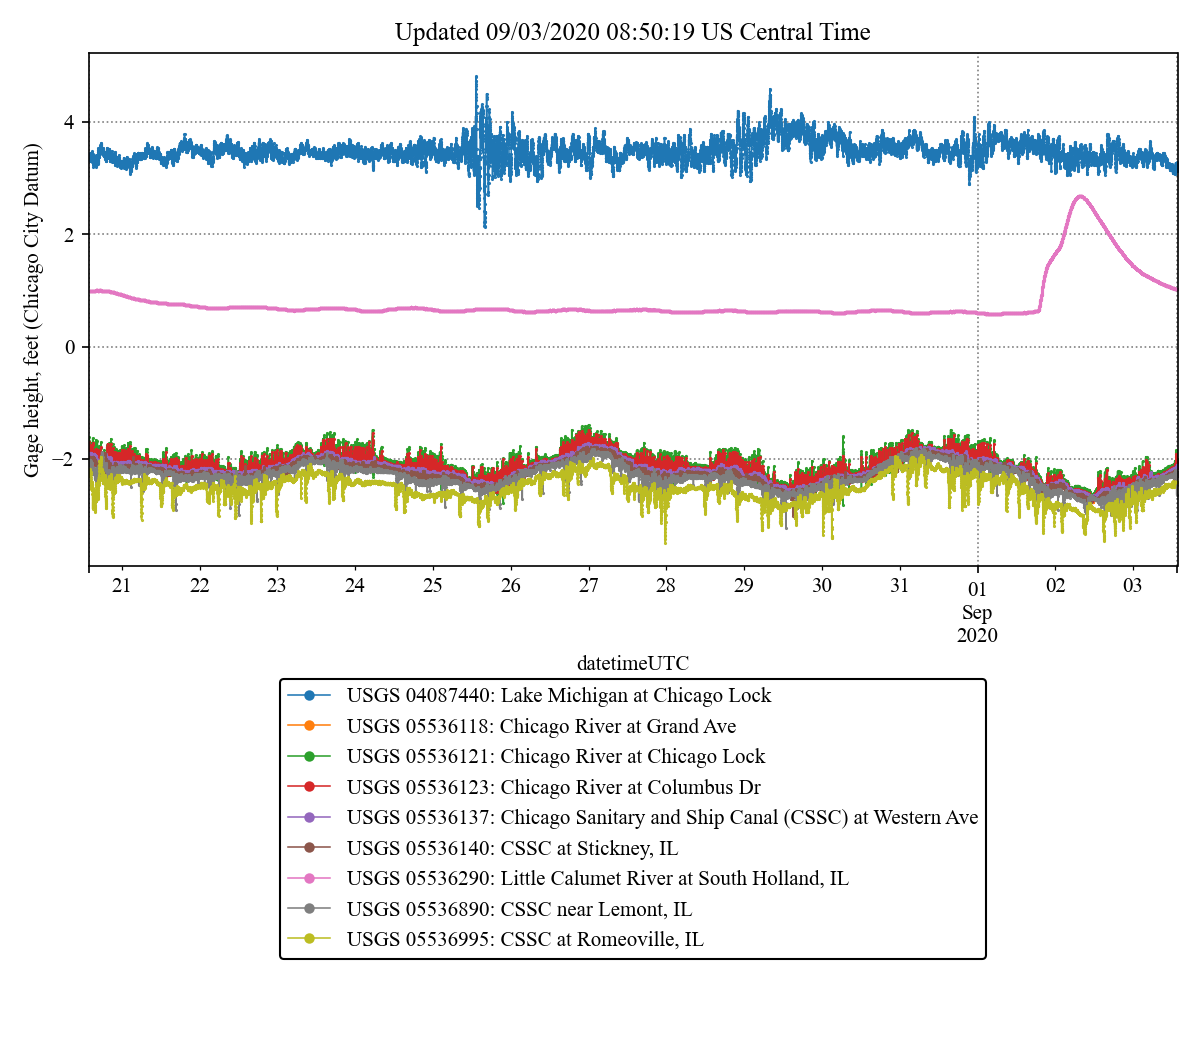 Updated 09/03/2020 08:50:19 US Central Time
Gage height, feet (Chicago City Datum)
4
2
0
−2
21 22 23 24 25 26 27 28 29 30 31 01 02 03
Sep
2020
datetimeUTC
USGS 04087440: Lake Michigan at Chicago Lock
USGS 05536118: Chicago River at Grand Ave
USGS 05536121: Chicago River at Chicago Lock
USGS 05536123: Chicago River at Columbus Dr
USGS 05536137: Chicago Sanitary and Ship Canal (CSSC) at Western Ave
USGS 05536140: CSSC at Stickney, IL
USGS 05536290: Little Calumet River at South Holland, IL
USGS 05536890: CSSC near Lemont, IL
USGS 05536995: CSSC at Romeoville, IL